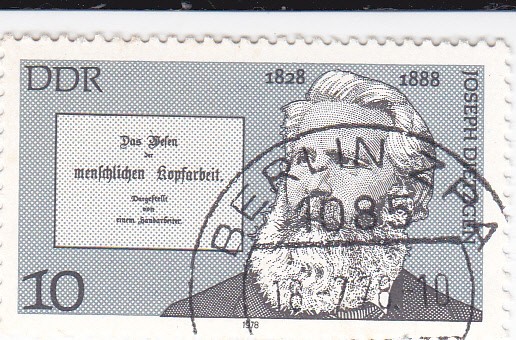 DDR
1828 1888
JOSEPH DIETZGEN
Das Wesen
der
menschlichen Kopfarbeit.
Dargestellt
von
einem Handarbeiter.
10
1978
BERLIN
1085